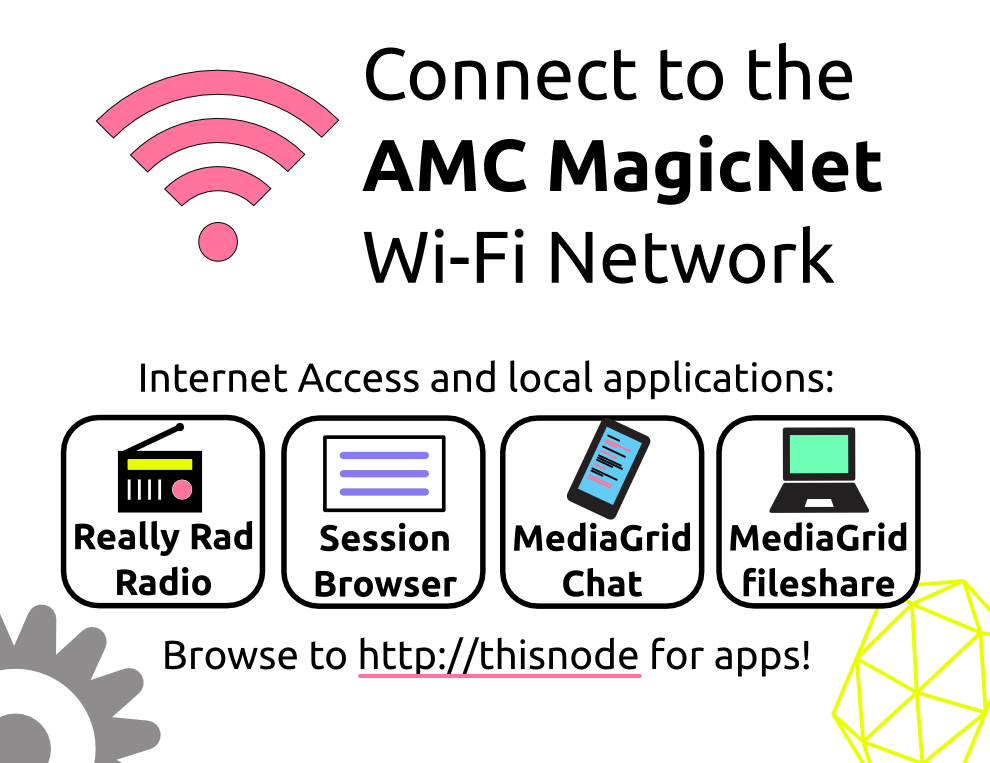 Connect to the
AMC MagicNet
Wi-Fi Network
Internet Access and local applications:
Really Rad
Radio
Session
Browser
MediaGrid
Chat
MediaGrid
fileshare
Browse to http://thisnode for apps!